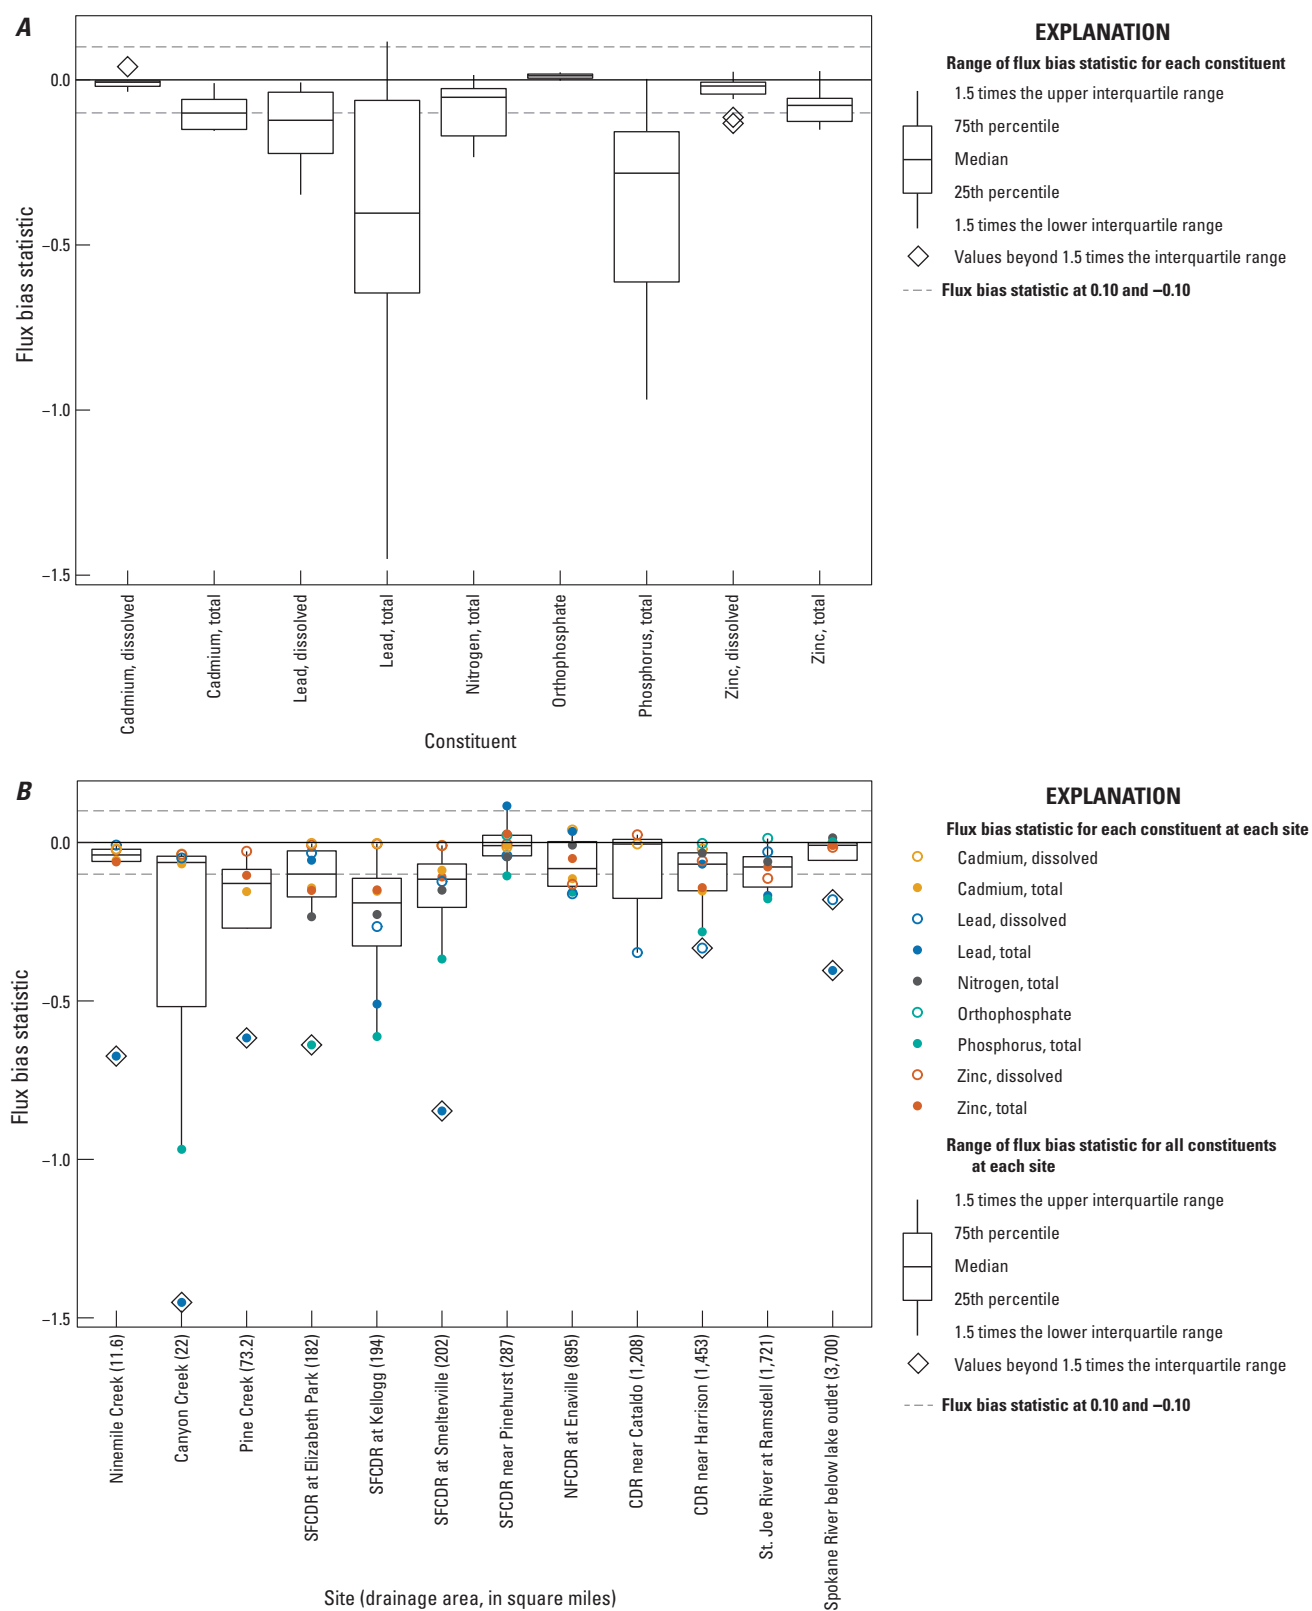 A
0.0
−0.5
−1.0
−1.5
Flux bias statistic
Cadmium, dissolved
Cadmium, total
Lead, dissolved
Lead, total
Nitrogen, total
Orthophosphate
Phosphorus, total
Zinc, dissolved
Zinc, total
Constituent
EXPLANATION
Range of flux bias statistic for each constituent
1.5 times the upper interquartile range
75th percentile
Median
25th percentile
1.5 times the lower interquartile range
Values beyond 1.5 times the interquartile range
Flux bias statistic at 0.10 and −0.10
B
0.0
−0.5
−1.0
−1.5
Flux bias statistic
Ninemile Creek (11.6)
Canyon Creek (22)
Pine Creek (73.2)
SFCDR at Elizabeth Park (182)
SFCDR at Kellogg (194)
SFCDR at Smelterville (202)
SFCDR near Pinehurst (287)
NFCDR at Enaville (895)
CDR near Cataldo (1,208)
CDR near Harrison (1,453)
St. Joe River at Ramsdell (1,721)
Spokane River below lake outlet (3,700)
Site (drainage area, in square miles)
EXPLANATION
Flux bias statistic for each constituent at each site
Cadmium, dissolved
Cadmium, total
Lead, dissolved
Lead, total
Nitrogen, total
Orthophosphate
Phosphorus, total
Zinc, dissolved
Zinc, total
Range of flux bias statistic for all constituents
at each site
1.5 times the upper interquartile range
75th percentile
Median
25th percentile
1.5 times the lower interquartile range
Values beyond 1.5 times the interquartile range
Flux bias statistic at 0.10 and −0.10